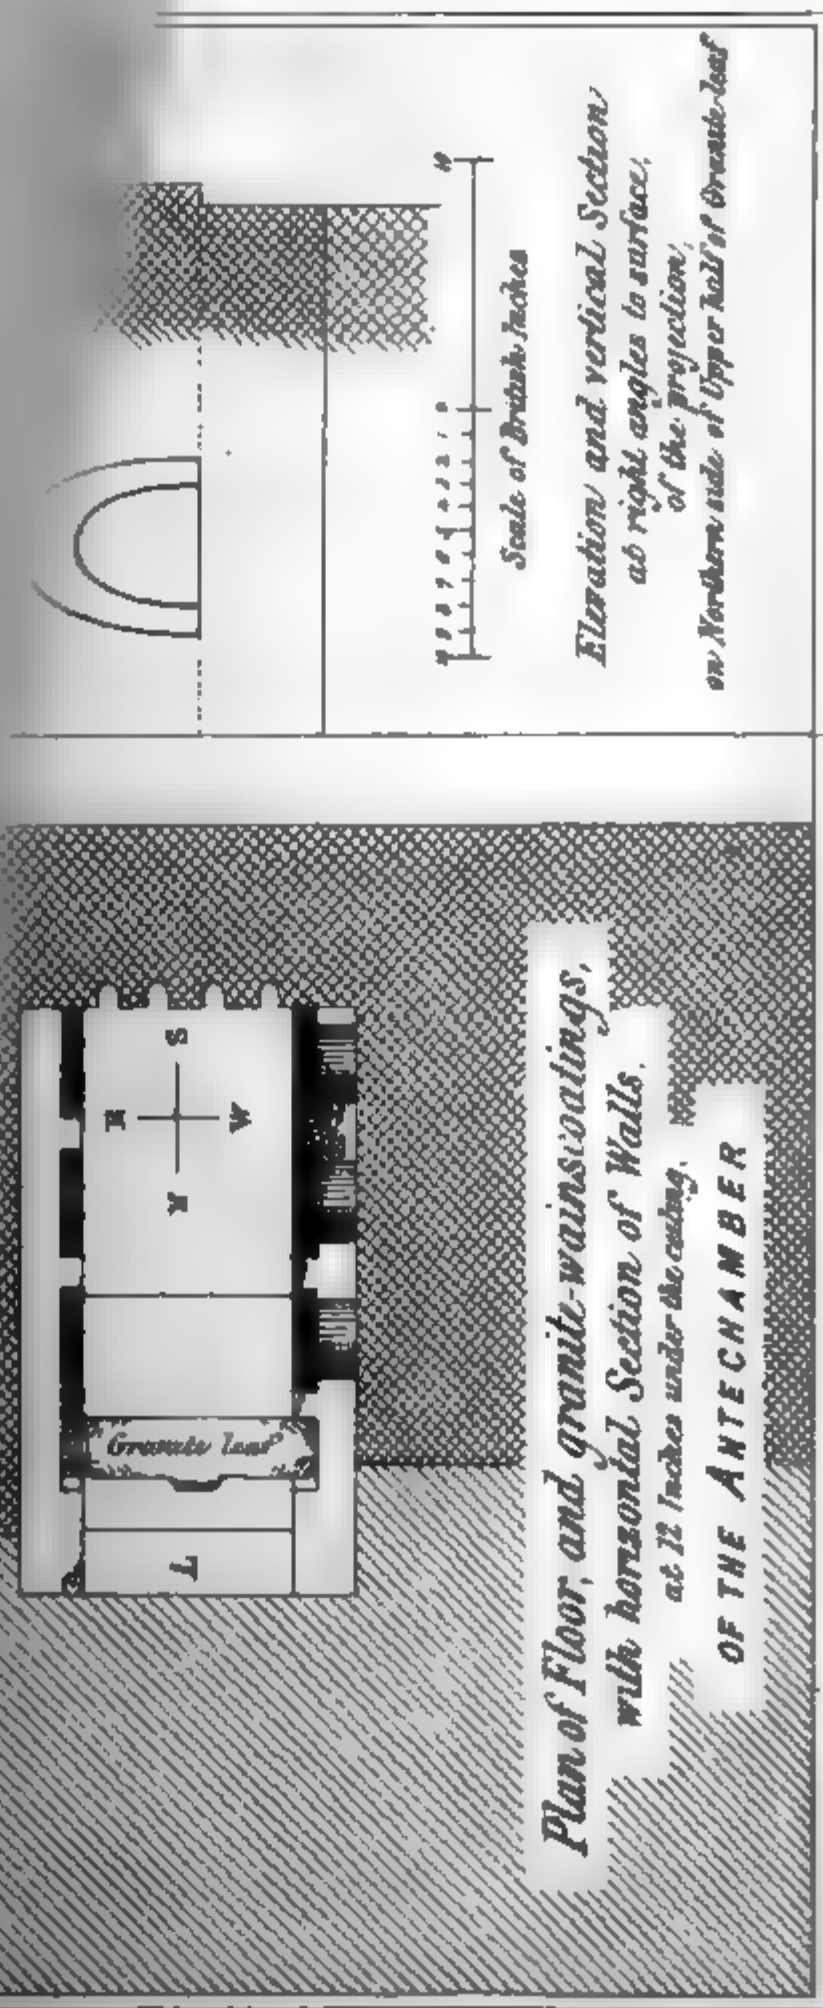 Scale of British Inches
Elevation and vertical Section
at right angles to surface,
of the projection,
on Northern side of Upper half of Granite leaf
S
E
W
N
Granite leaf
Plan of Floor, and granite-wainscoatings,
with horizontal Section of Walls,
at 12 Inches under the ceiling,
OF THE ANTECHAMBER